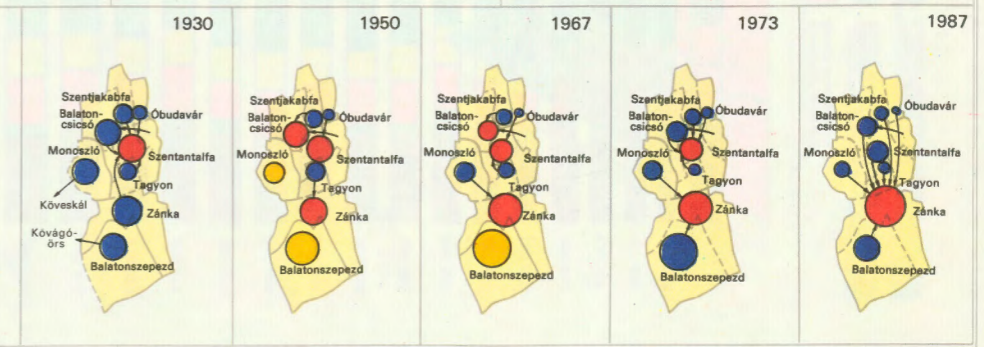 1930
Szentjakabfa
Óbudavár
Balaton-
csicsó
Monoszló
Szentantalfa
Tagyon
Köveskál
Zánka
Kővágó-
örs
Balatonszepezd
1950
Szentjakabfa
Óbudavár
Balaton-
csicsó
Monoszló
Szentantalfa
Tagyon
Zánka
Balatonszepezd
1967
Szentjakabfa
Óbudavár
Balaton-
csicsó
Monoszló
Szentantalfa
Tagyon
Zánka
Balatonszepezd
1973
Szentjakabfa
Óbudavár
Balaton-
csicsó
Monoszló
Szentantalfa
Tagyon
Zánka
Balatonszepezd
1987
Szentjakabfa
Óbudavár
Balaton-
csicsó
Monoszló
Szentantalfa
Tagyon
Zánka
Balatonszepezd